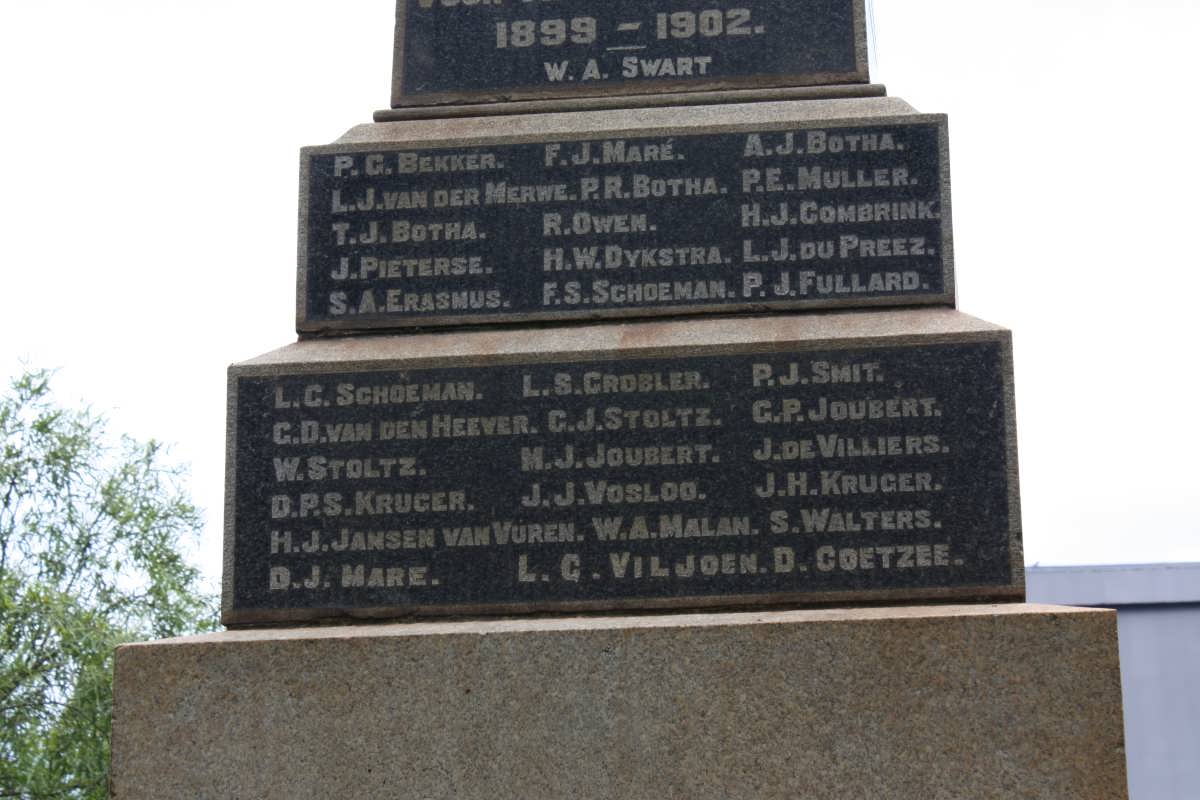 1899 - 1902.
W. A. SWART
P. G. BEKKER. F. J. MARÉ. A. J. BOTHA.
L. J. VAN DER MERWE. P. R. BOTHA. P. E. MULLER.
T. J. BOTHA. R. OWEN. H. J. COMBRINK.
J. PIETERSE. H. W. DYKSTRA. L. J. DU PREEZ.
S. A. ERASMUS. F. S. SCHOEMAN. P. J. FULLARD.
L. C. SCHOEMAN. L. S. GROBLER. P. J. SMIT.
G. D. VAN DEN HEEVER. C. J. STOLTZ. G. P. JOUBERT.
W. STOLTZ. M. J. JOUBERT. J. DE VILLIERS.
D. P. S. KRUGER. J. J. VOSLOO. J. H. KRUGER.
H. J. JANSEN VAN VÜREN. W. A. MALAN. S. WALTERS.
D. J. MARE. L. C. VILJOEN. D. COETZEE.